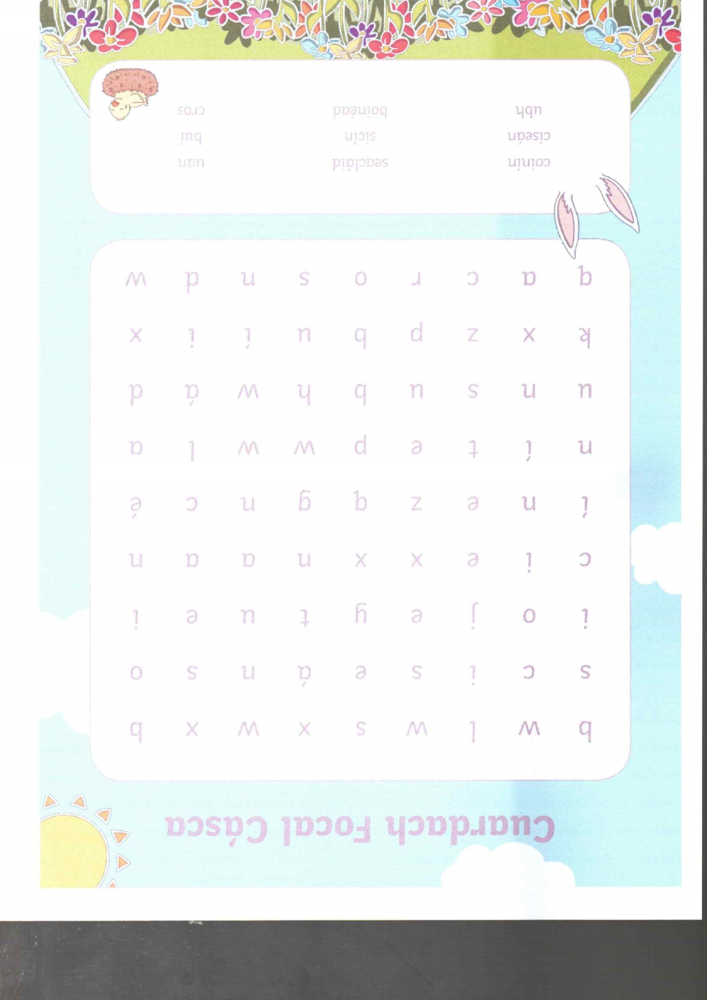 Cuardach Focal Cásca
b w l w s x w x b
s c i s e á n s o
i o j e y t u e i
c i e x x n a a n
í n e z q g n c é
n í t e p w w l a
u n s u b h w á d
k x z p b u í i x
q a c r o s n d w
coinín seacláid uan
ciseán sicín buí
ubh boinéad cros